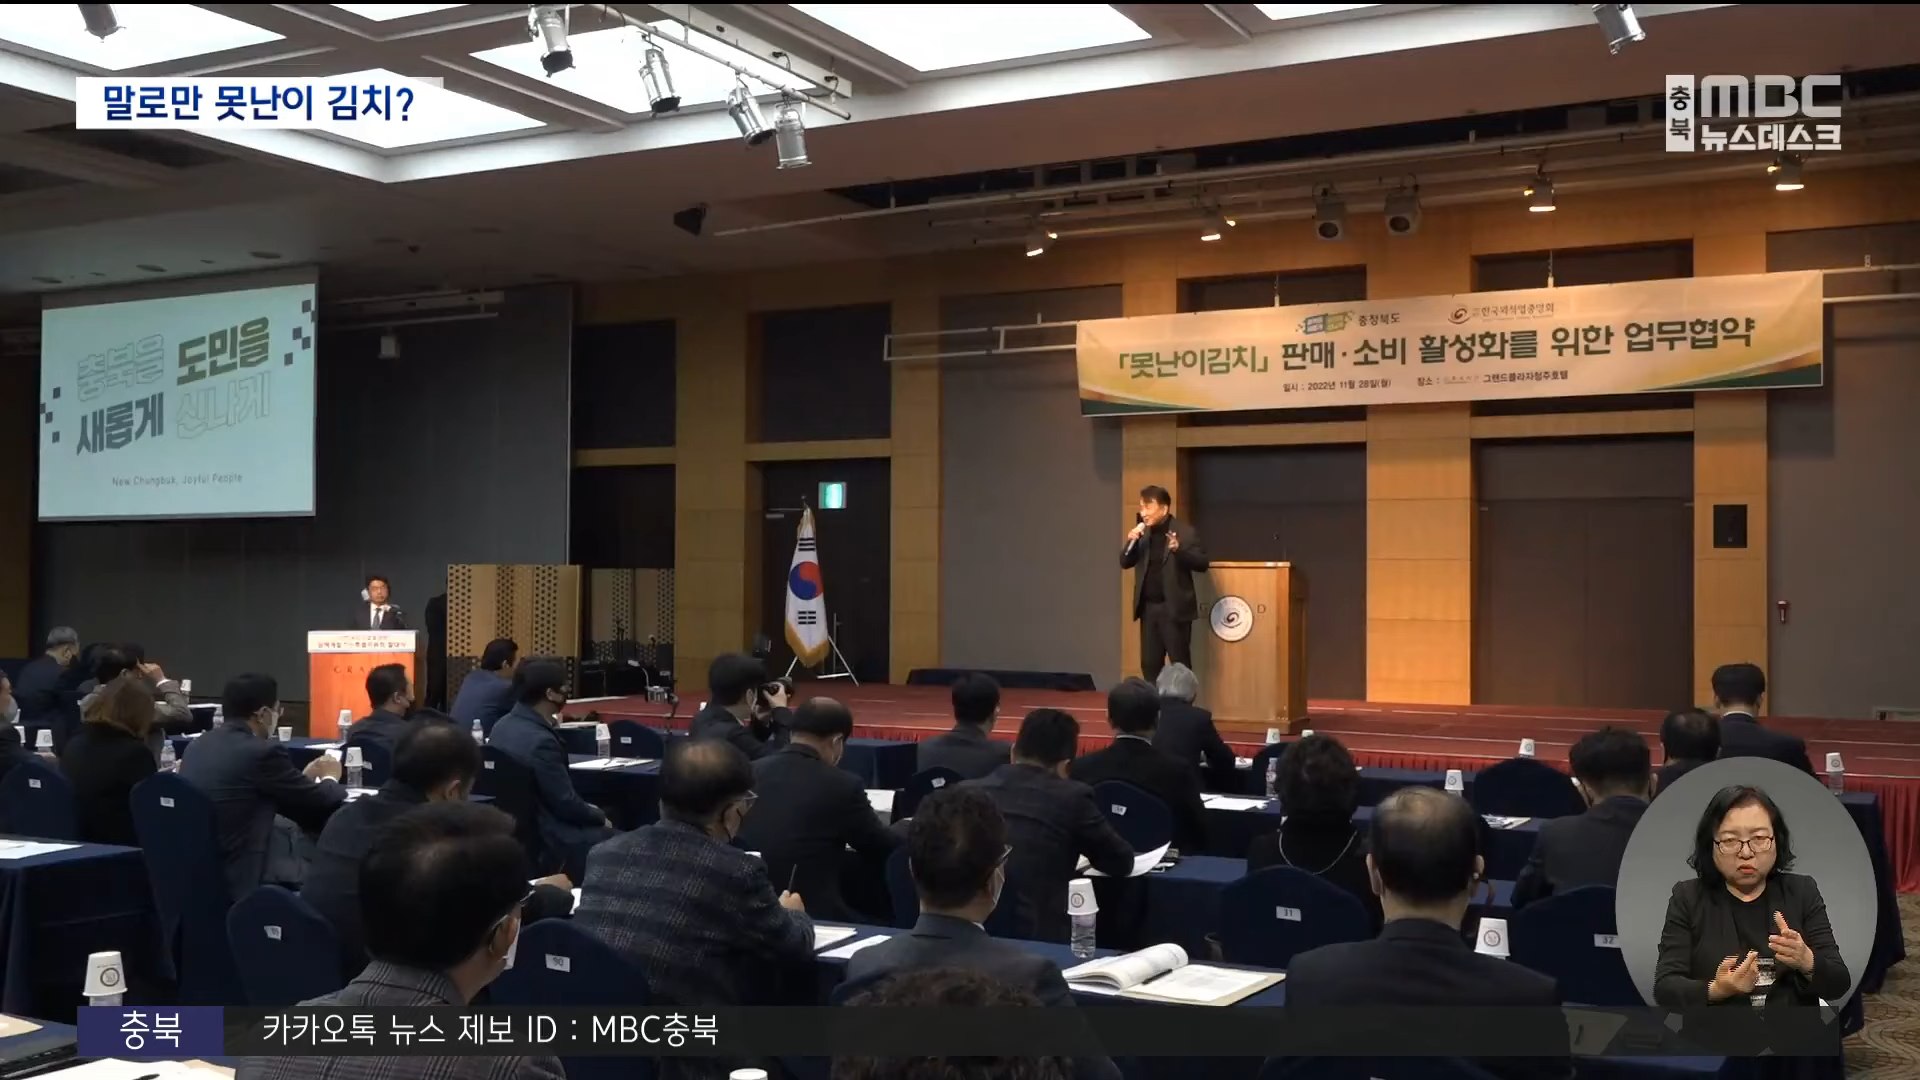 말로만 못난이 김치?
충북 MBC
뉴스데스크
충북을 도민을
새롭게 신나게
New Chungbuk, Joyful People
충청북도
한국외식업중앙회
「못난이김치」 판매·소비 활성화를 위한 업무협약
일시 : 2022년 11월 28일(월) 장소 : 그랜드플라자청주호텔
90
31
32
충북 카카오톡 뉴스 제보 ID : MBC충북